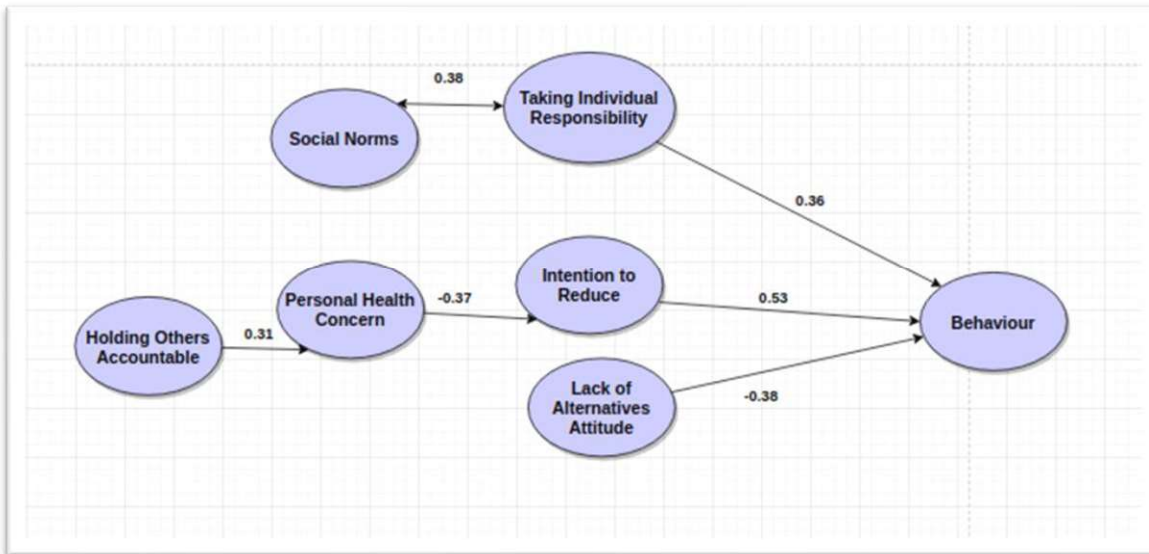 0.38
Taking Individual
Responsibility
Social Norms
0.36
Intention to
Reduce
Personal Health
Concern
-0.37
0.53
Behaviour
Holding Others
Accountable
0.31
Lack of
Alternatives
Attitude
-0.38